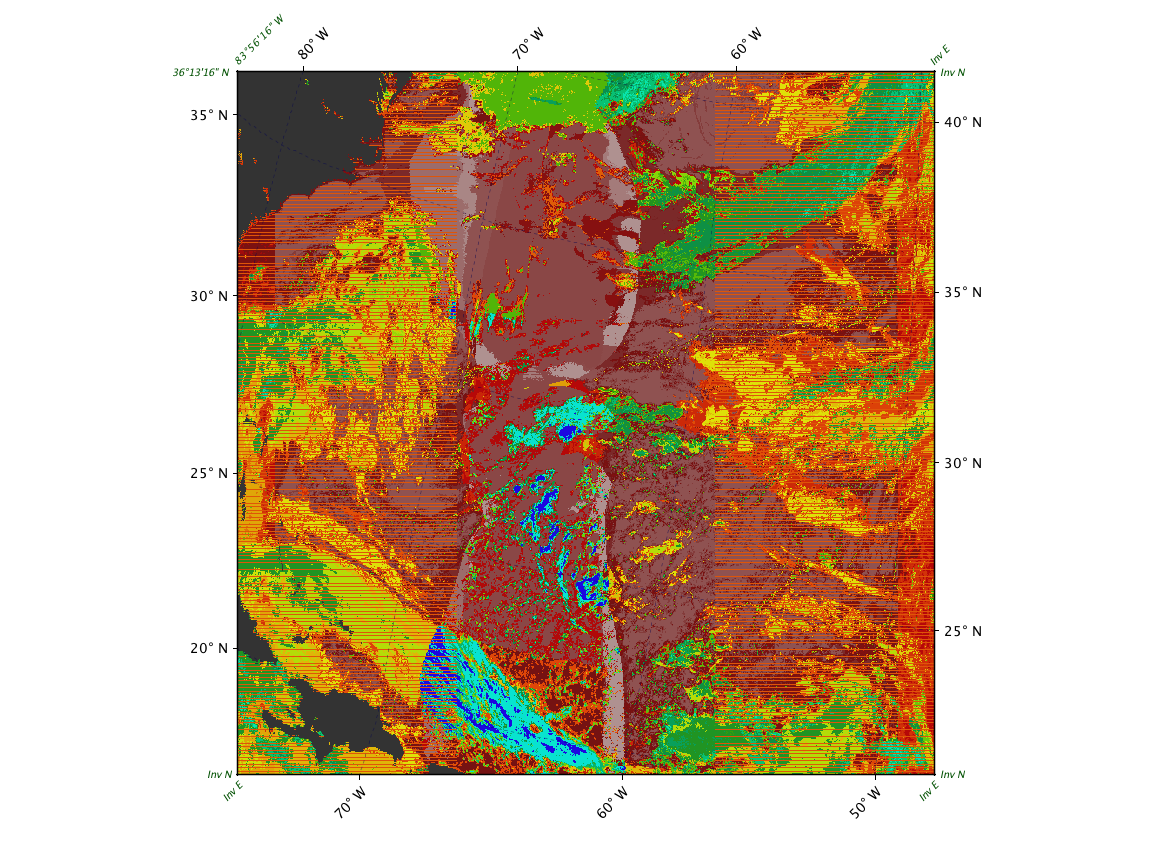 83°56'16" W
80° W
70° W
60° W
Inv E
36°13'16" N
Inv N
35° N
40° N
30° N
35° N
25° N
30° N
20° N
25° N
Inv N
Inv N
Inv E
70° W
60° W
50° W
Inv E